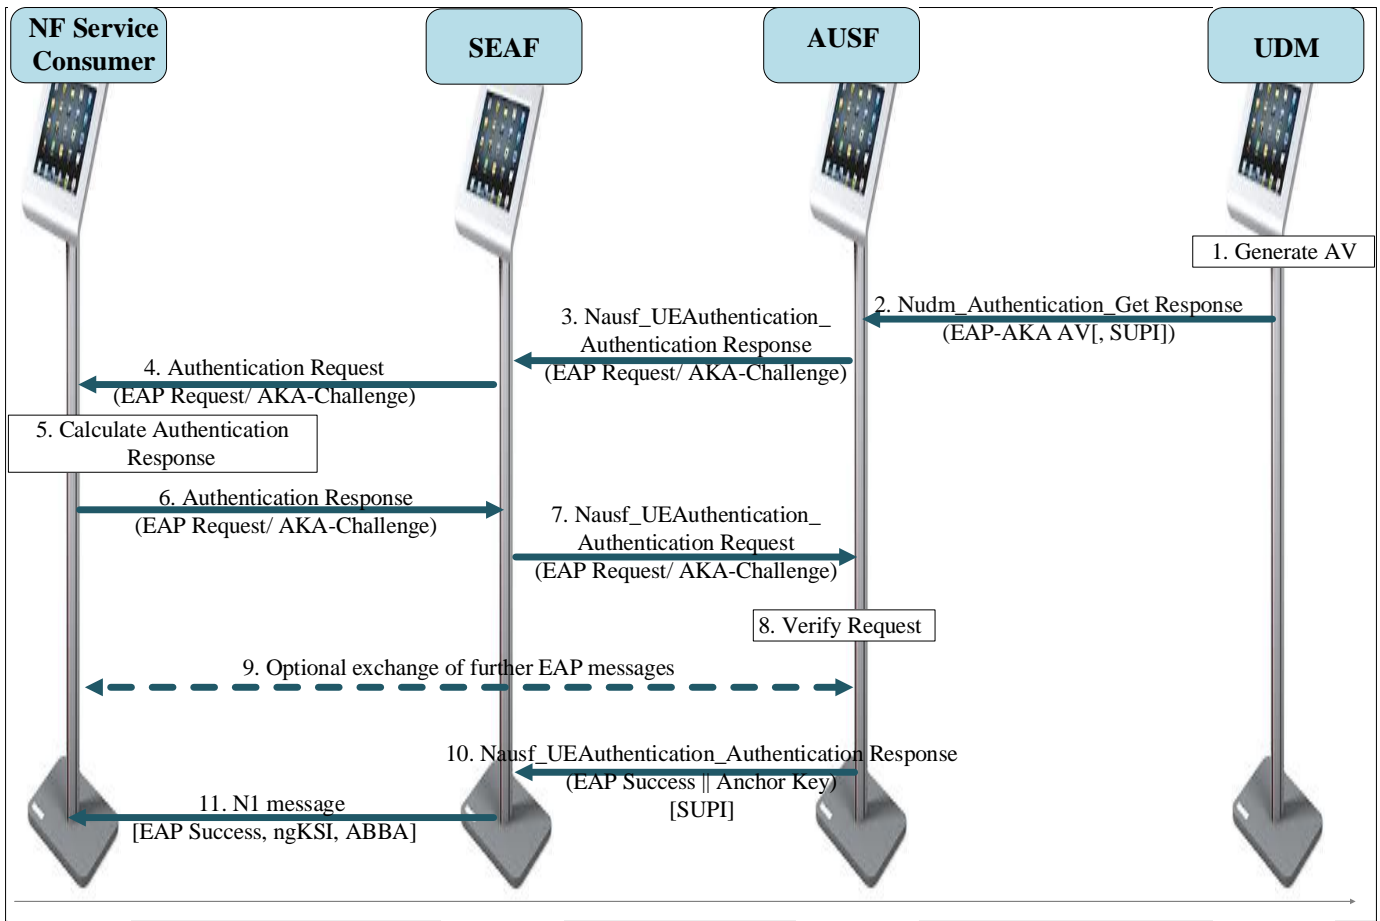 NF Service
Consumer
SEAF
AUSF
UDM
1. Generate AV
2. Nudm_Authentication_Get Response
(EAP-AKA AV[, SUPI])
3. Nausf_UEAuthentication_
Authentication Response
(EAP Request/ AKA-Challenge)
4. Authentication Request
(EAP Request/ AKA-Challenge)
5. Calculate Authentication
Response
6. Authentication Response
(EAP Request/ AKA-Challenge)
7. Nausf_UEAuthentication_
Authentication Request
(EAP Request/ AKA-Challenge)
8. Verify Request
9. Optional exchange of further EAP messages
10. Nausf_UEAuthentication_Authentication Response
(EAP Success || Anchor Key)
[SUPI]
11. N1 message
[EAP Success, ngKSI, ABBA]